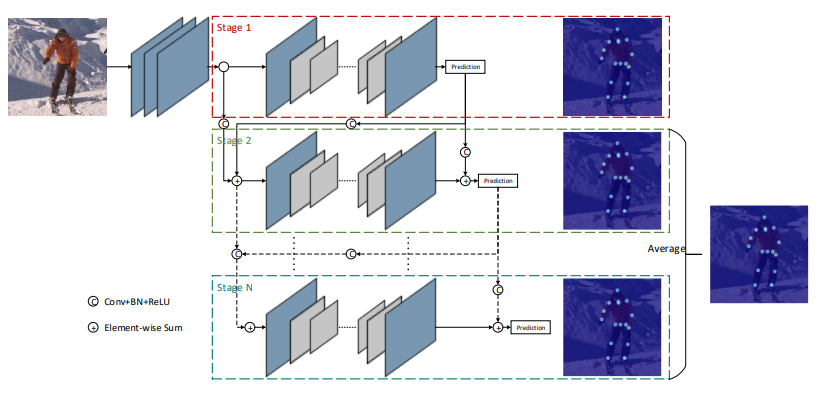 Stage 1
Prediction
C
C
C
Stage 2
+
+
Prediction
Average
C
C
Stage N
C
C Conv+BN+ReLU
+ Element-wise Sum
+
+
Prediction